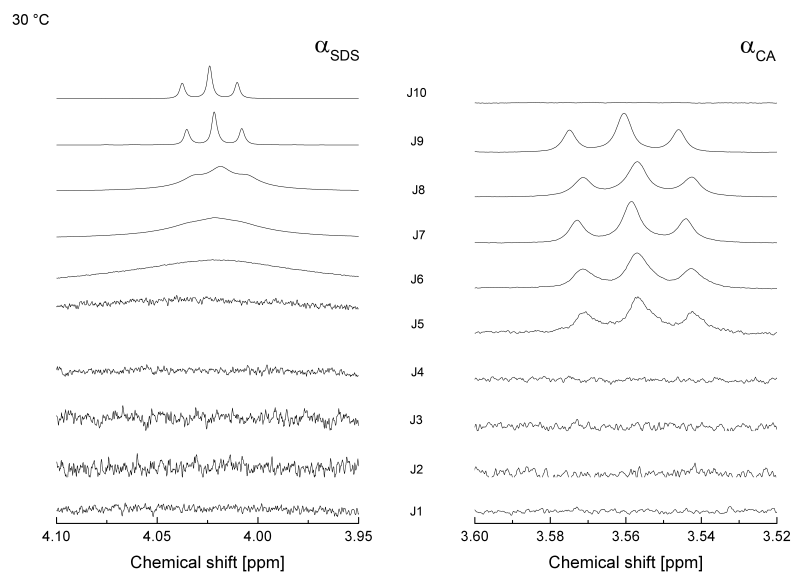 30 °C
αSDS
αCA
J10
J9
J8
J7
J6
J5
J4
J3
J2
J1
4.10 4.05 4.00 3.95
3.60 3.58 3.56 3.54 3.52
Chemical shift [ppm]
Chemical shift [ppm]